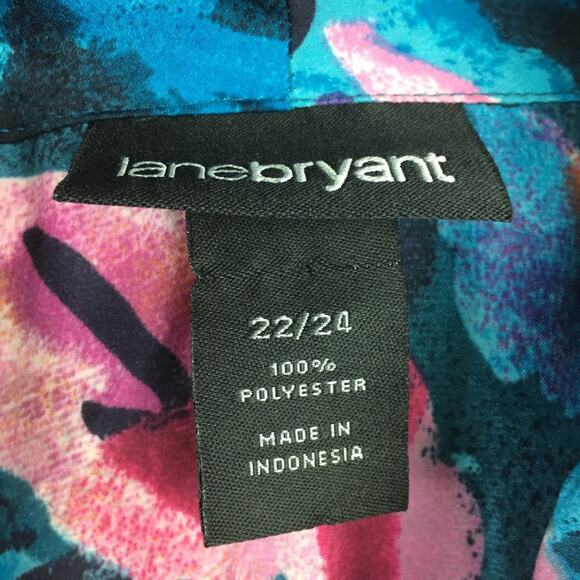 lanebryant
22/24
100%
POLYESTER
MADE IN
INDONESIA